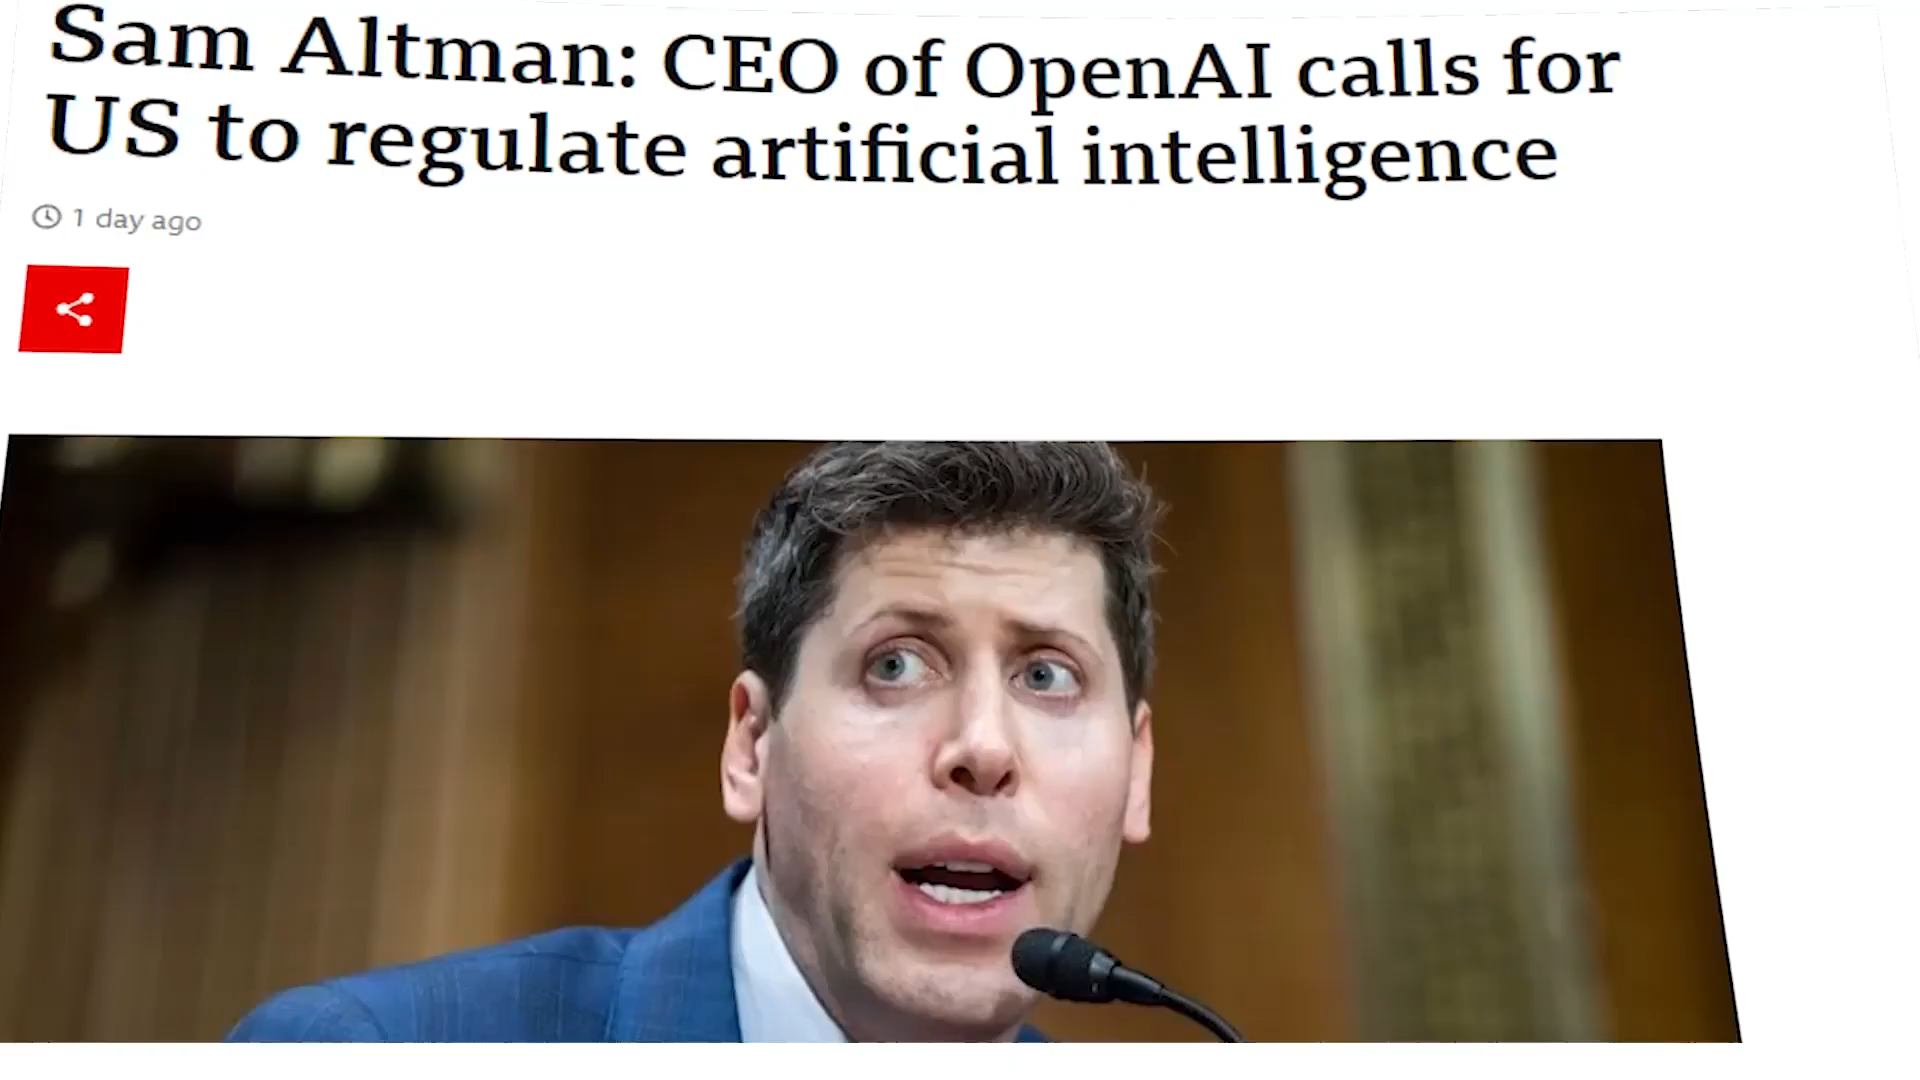 Sam Altman: CEO of OpenAI calls for
US to regulate artificial intelligence
1 day ago